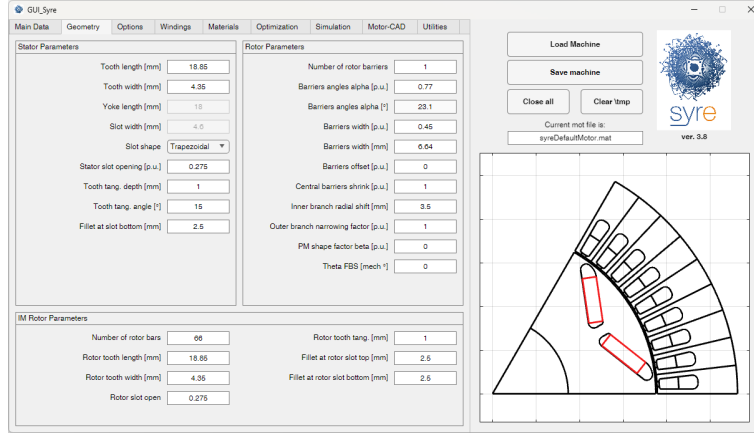 GUI_Syre
Main Data Geometry Options Windings Materials Optimization Simulation Motor-CAD Utilities
Stator Parameters
Tooth length [mm] 18.85
Tooth width [mm] 4.35
Yoke length [mm] 18
Slot width [mm] 4.6
Slot shape Trapezoidal
Stator slot opening [p.u.] 0.275
Tooth tang. depth [mm] 1
Tooth tang. angle [°] 15
Fillet at slot bottom [mm] 2.5
Rotor Parameters
Number of rotor barriers 1
Barriers angles alpha [p.u.] 0.77
Barriers angles alpha [°] 23.1
Barriers width [p.u.] 0.45
Barriers width [mm] 6.64
Barriers offset [p.u.] 0
Central barriers shrink [p.u.] 1
Inner branch radial shift [mm] 3.5
Outer branch narrowing factor [p.u.] 1
PM shape factor beta [p.u.] 0
Theta FBS [mech °] 0
IM Rotor Parameters
Number of rotor bars 66
Rotor tooth length [mm] 18.85
Rotor tooth width [mm] 4.35
Rotor slot open 0.275
Rotor tooth tang. [mm] 1
Fillet at rotor slot top [mm] 2.5
Fillet at rotor slot bottom [mm] 2.5
Load Machine
Save machine
Close all Clear \tmp
Current mot file is:
syreDefaultMotor.mat
syre
ver. 3.8